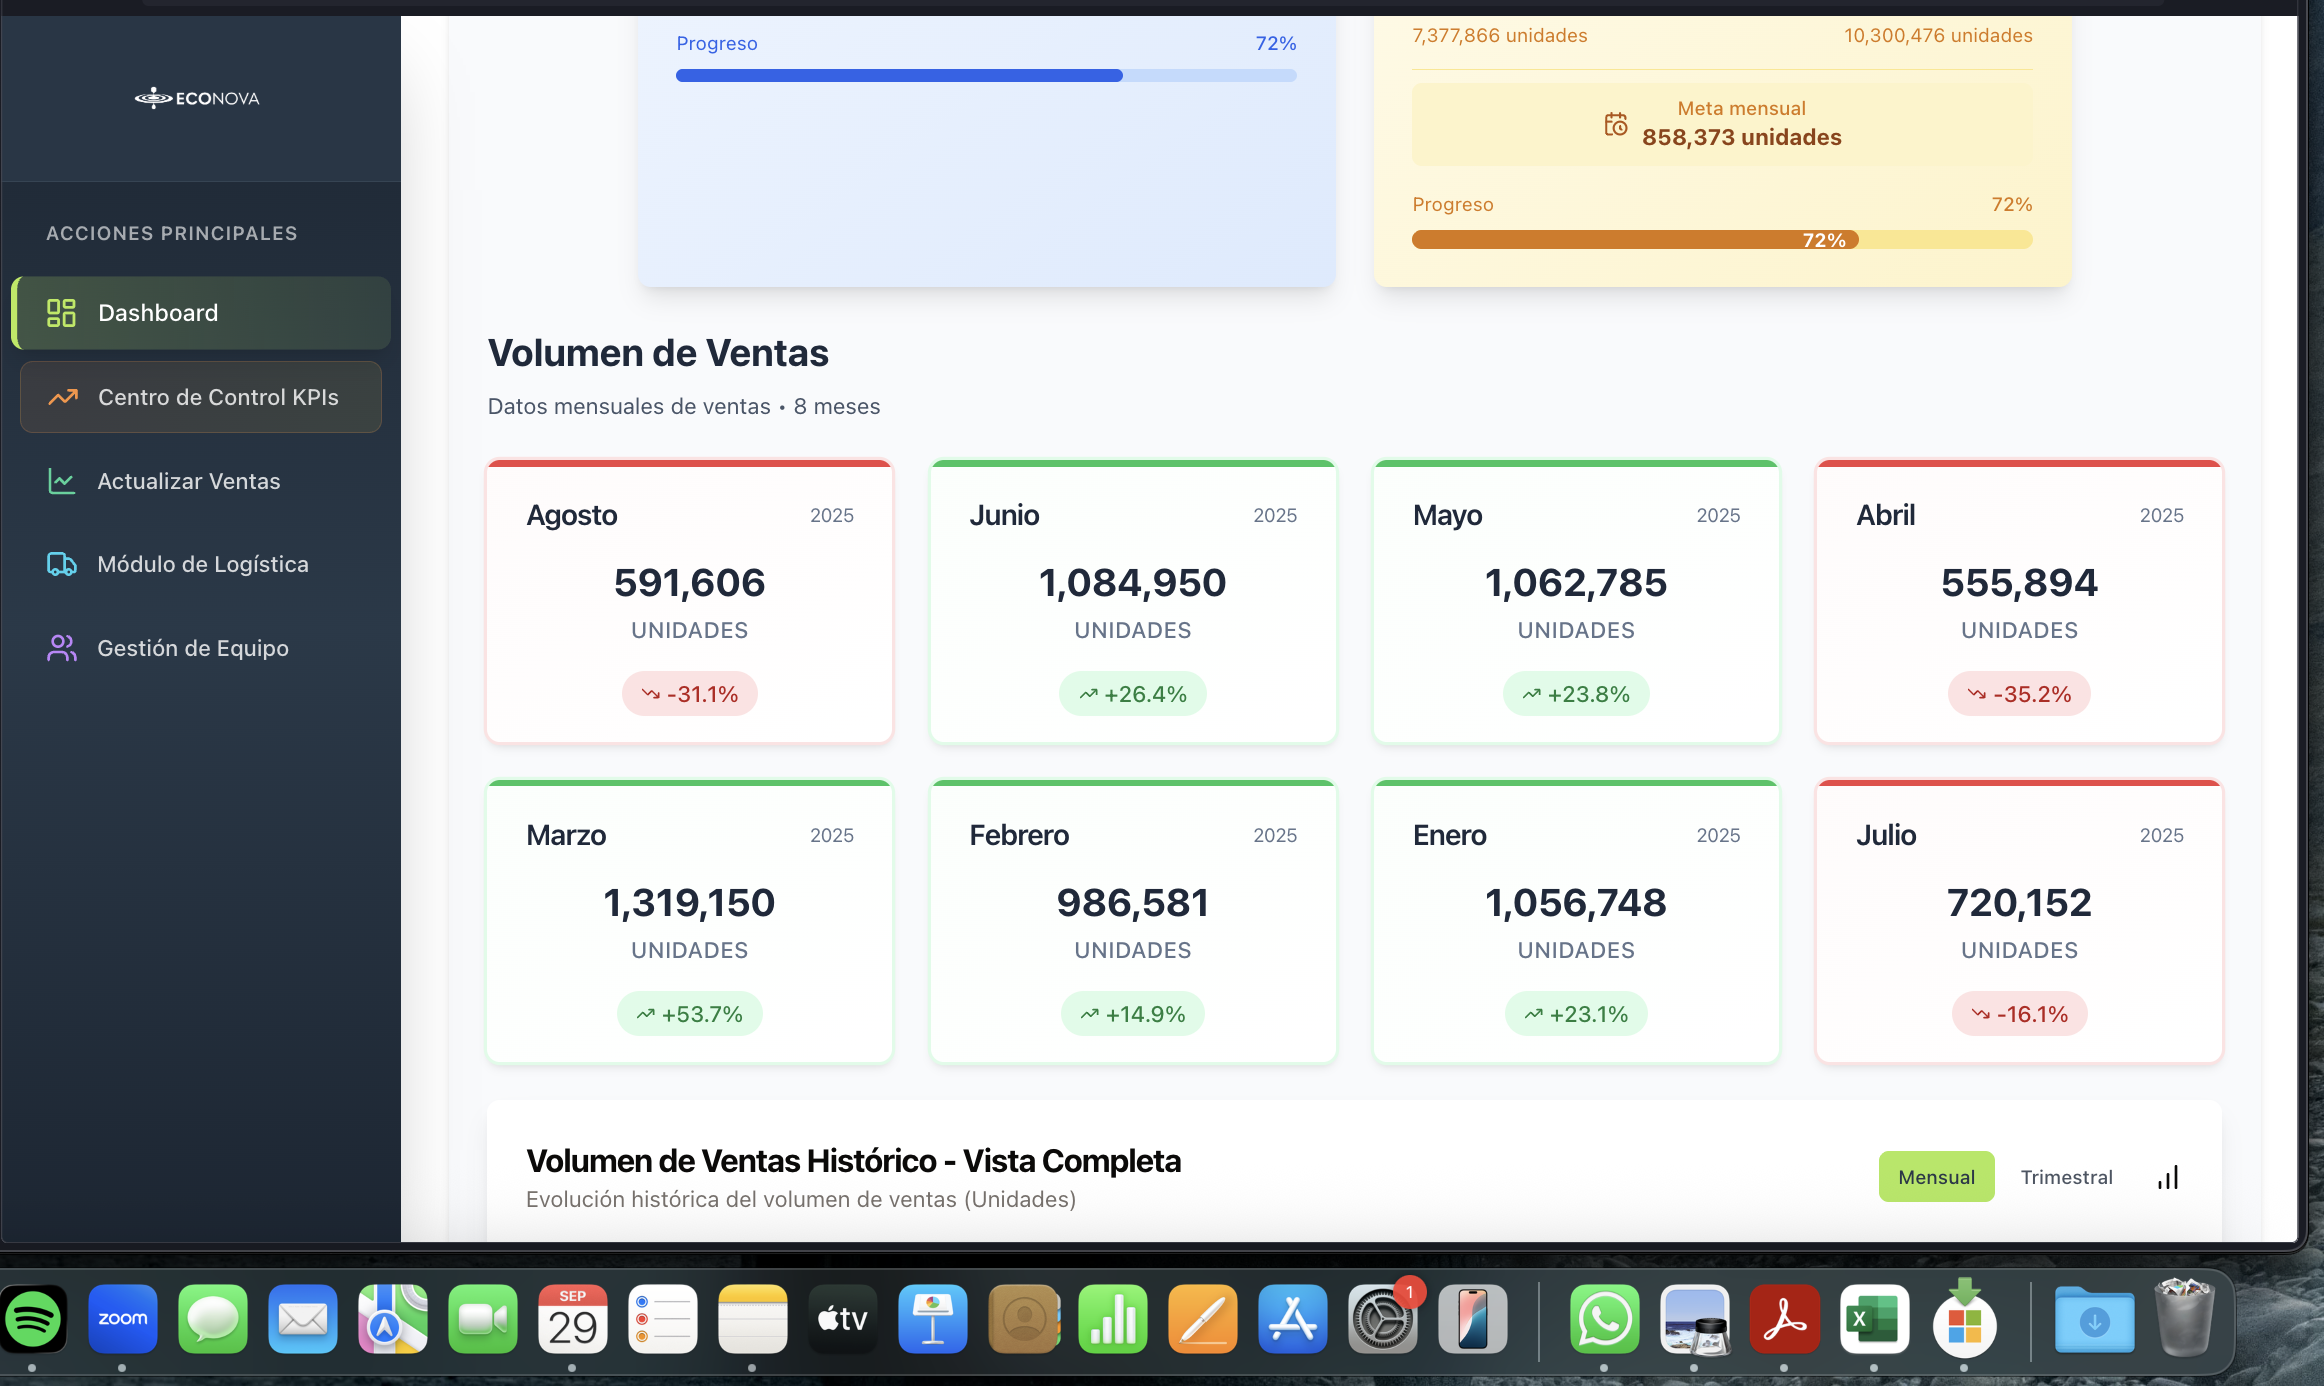 ECONOVA
ACCIONES PRINCIPALES
Dashboard
Centro de Control KPIs
Actualizar Ventas
Módulo de Logística
Gestión de Equipo
Progreso 72%
7,377,866 unidades 10,300,476 unidades
Meta mensual
858,373 unidades
Progreso 72%
72%
Volumen de Ventas
Datos mensuales de ventas • 8 meses
Agosto 2025
591,606
UNIDADES
-31.1%
Junio 2025
1,084,950
UNIDADES
+26.4%
Mayo 2025
1,062,785
UNIDADES
+23.8%
Abril 2025
555,894
UNIDADES
-35.2%
Marzo 2025
1,319,150
UNIDADES
+53.7%
Febrero 2025
986,581
UNIDADES
+14.9%
Enero 2025
1,056,748
UNIDADES
+23.1%
Julio 2025
720,152
UNIDADES
-16.1%
Volumen de Ventas Histórico - Vista Completa
Evolución histórica del volumen de ventas (Unidades)
Mensual Trimestral
zoom
SEP
29
tv
1
X